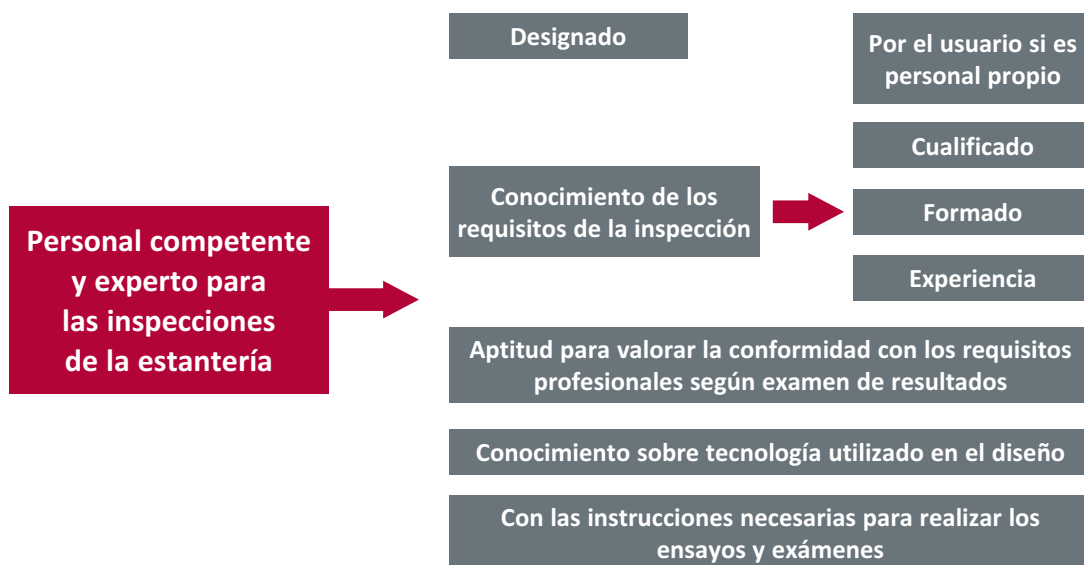 Personal competente
y experto para
las inspecciones
de la estantería
Designado
Por el usuario si es
personal propio
Conocimiento de los
requisitos de la inspección
Cualificado
Formado
Experiencia
Aptitud para valorar la conformidad con los requisitos
profesionales según examen de resultados
Conocimiento sobre tecnología utilizado en el diseño
Con las instrucciones necesarias para realizar los
ensayos y exámenes